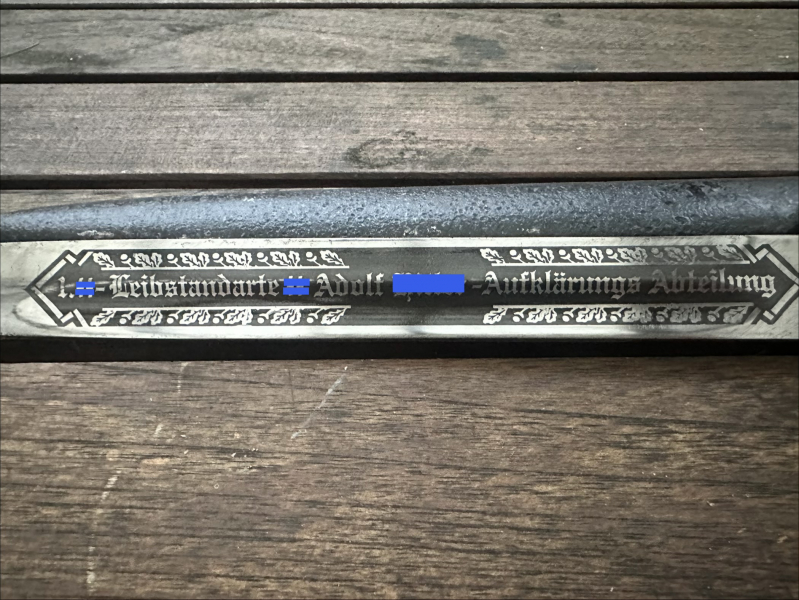 1. -Leibstandarte Adolf -Aufklärungs Abteilung